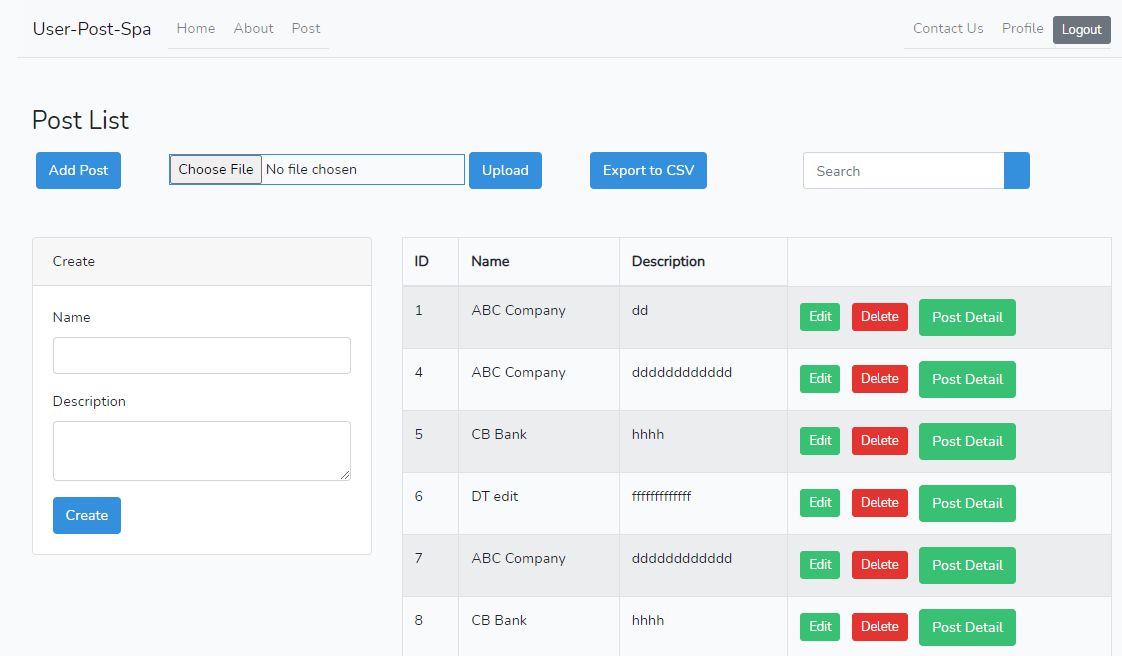 User-Post-Spa Home About Post Contact Us Profile Logout
Post List
Add Post Choose File No file chosen Upload Export to CSV Search
Create
Name
Description
Create
ID Name Description
1 ABC Company dd Edit Delete Post Detail
4 ABC Company dddddddddddd Edit Delete Post Detail
5 CB Bank hhhh Edit Delete Post Detail
6 DT edit fffffffffffff Edit Delete Post Detail
7 ABC Company dddddddddddd Edit Delete Post Detail
8 CB Bank hhhh Edit Delete Post Detail